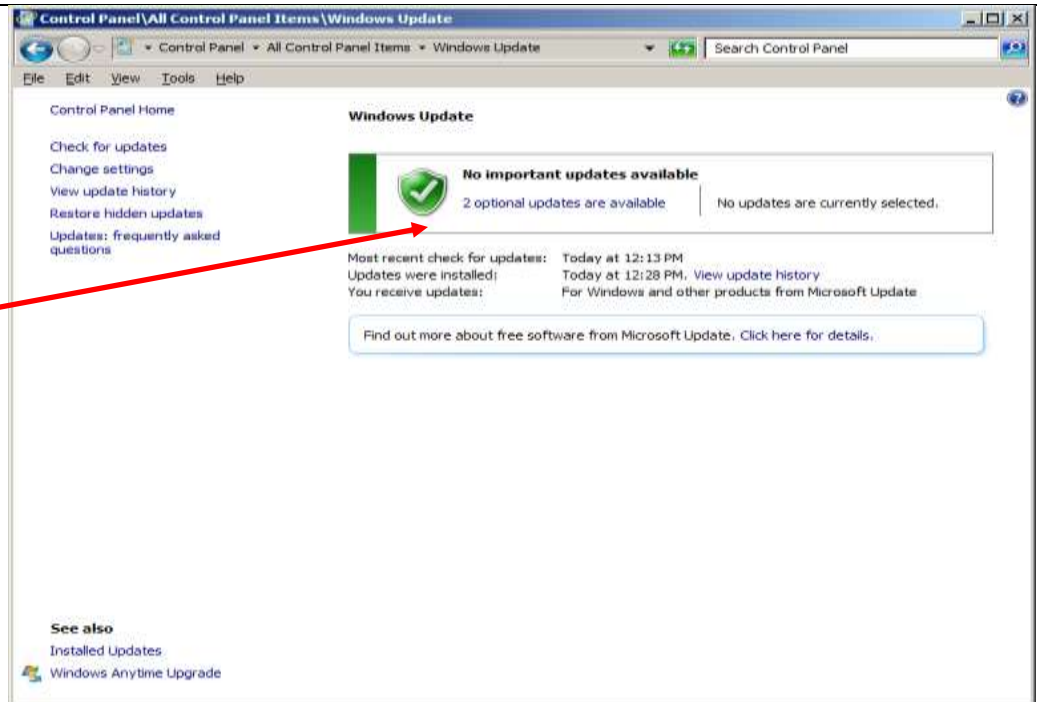 Control Panel\All Control Panel Items\Windows Update
Control Panel All Control Panel Items Windows Update
Search Control Panel
File Edit View Tools Help
Control Panel Home
Check for updates
Change settings
View update history
Restore hidden updates
Updates: frequently asked
questions
Windows Update
No important updates available
2 optional updates are available
No updates are currently selected.
Most recent check for updates: Today at 12:13 PM
Updates were installed: Today at 12:28 PM. View update history
You receive updates: For Windows and other products from Microsoft Update
Find out more about free software from Microsoft Update. Click here for details.
See also
Installed Updates
Windows Anytime Upgrade